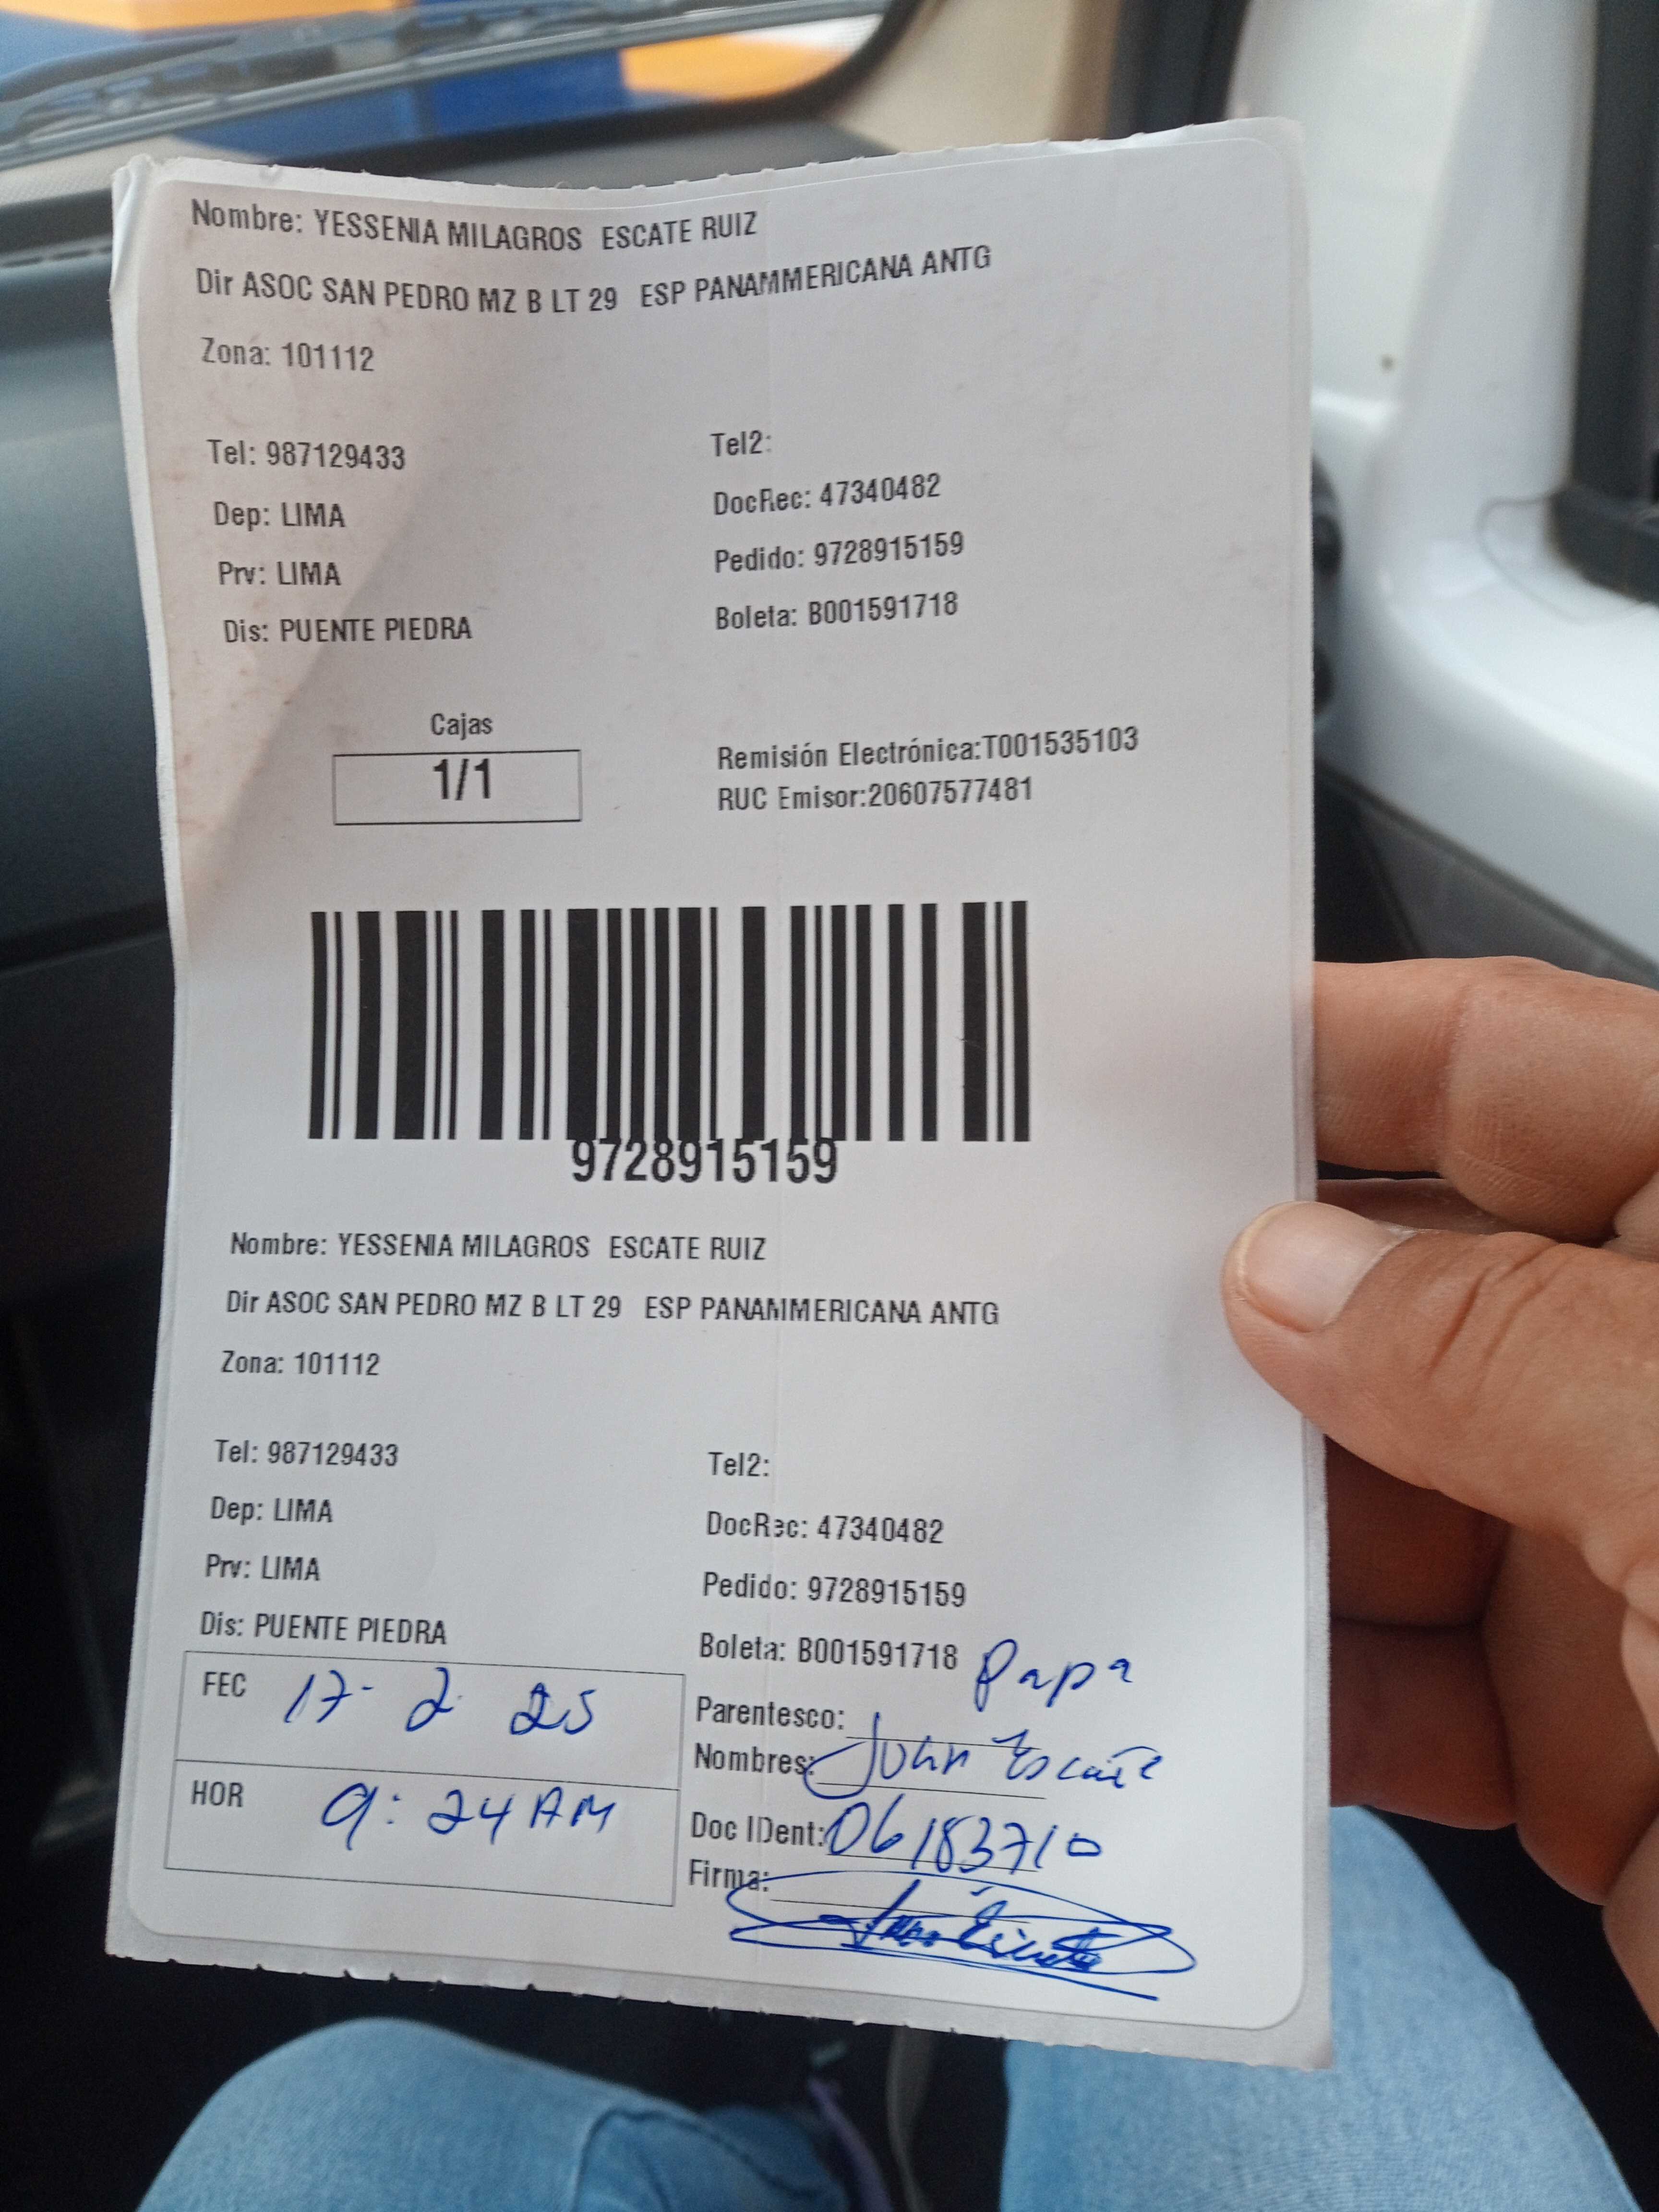 Nombre: YESSENIA MILAGROS ESCATE RUIZ
Dir ASOC SAN PEDRO MZ B LT 29 ESP PANAMMERICANA ANTG
Zona: 101112
Tel: 987129433 Tel2:
Dep: LIMA DocRec: 47340482
Prv: LIMA Pedido: 9728915159
Dis: PUENTE PIEDRA Boleta: B001591718
Cajas
1/1
Remisión Electrónica:T001535103
RUC Emisor:20607577481
9728915159
Nombre: YESSENIA MILAGROS ESCATE RUIZ
Dir ASOC SAN PEDRO MZ B LT 29 ESP PANAMMERICANA ANTG
Zona: 101112
Tel: 987129433 Tel2:
Dep: LIMA DocRec: 47340482
Prv: LIMA Pedido: 9728915159
Dis: PUENTE PIEDRA Boleta: B001591718
FEC 17-2 25
HOR 9:24 AM
Parentesco: Papa
Nombres: John Escate
Doc IDent: 06183710
Firma: